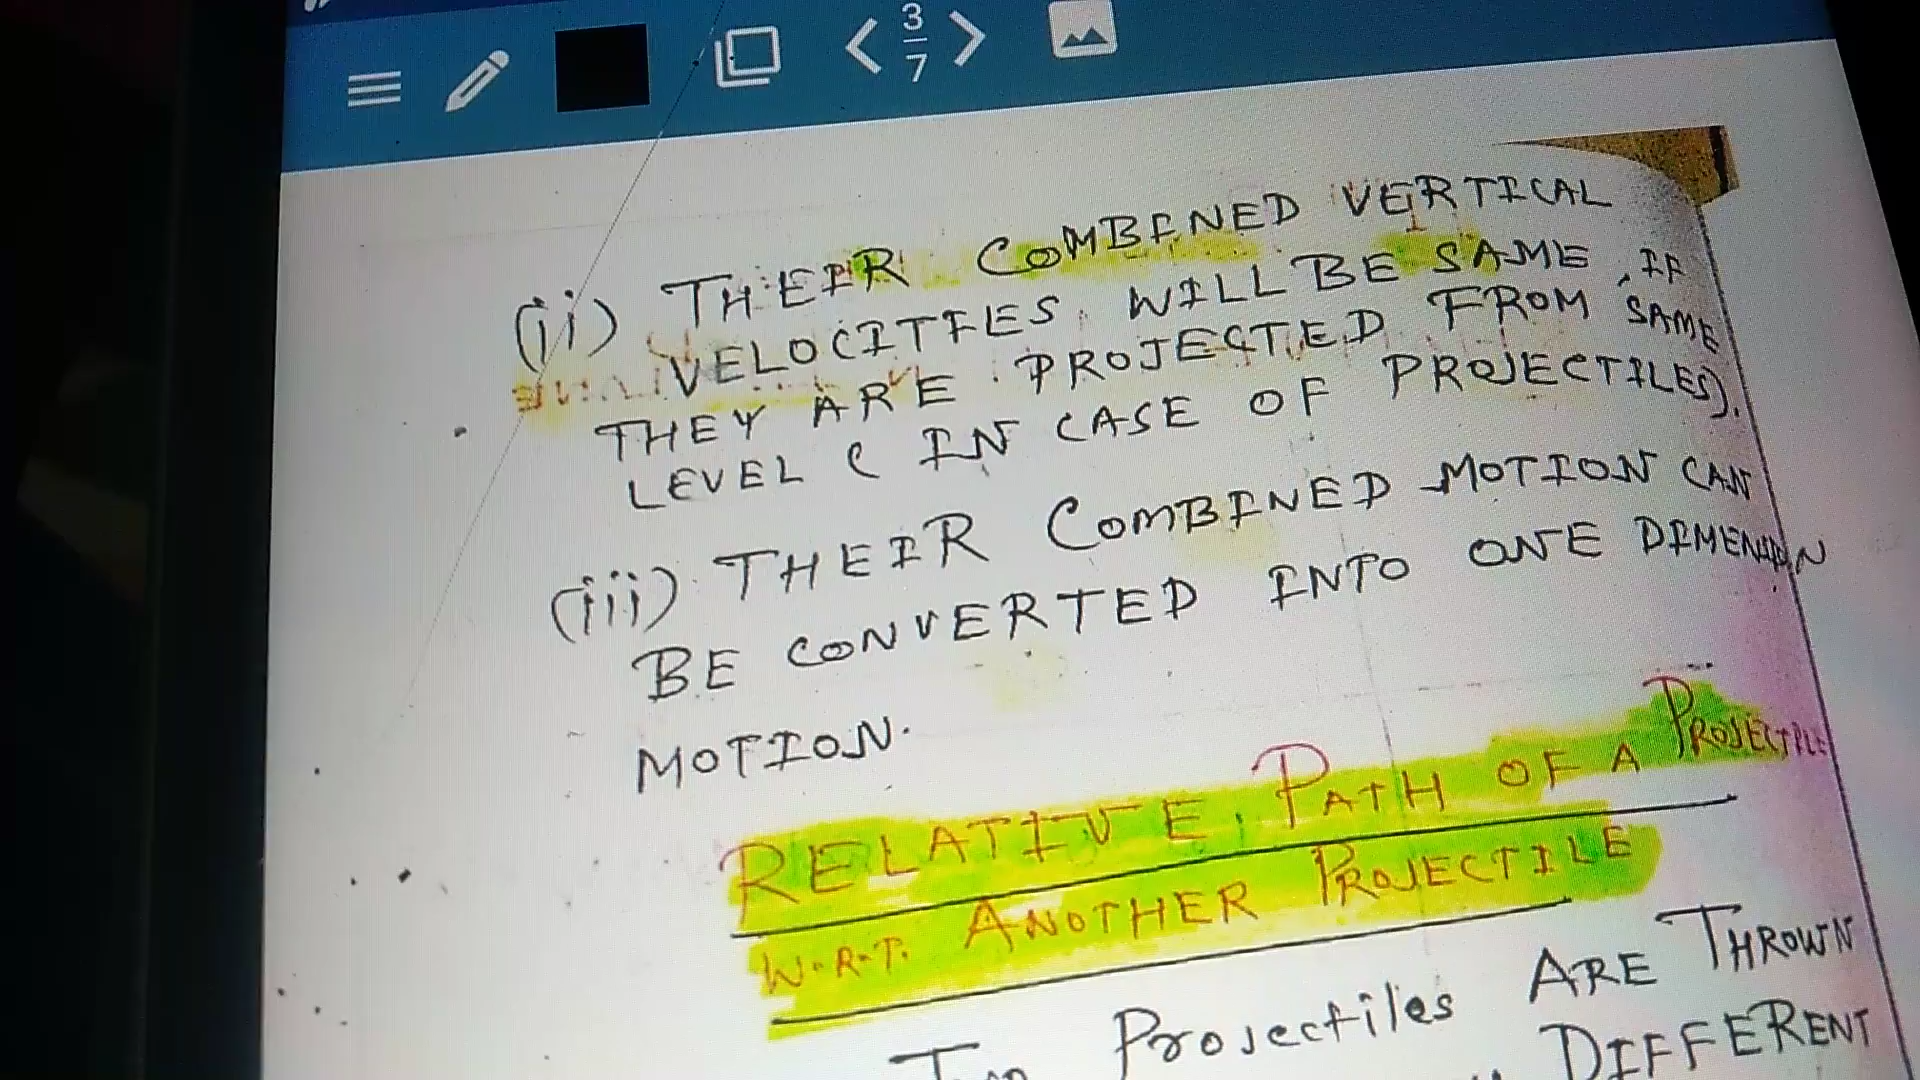 3
7
(ii) THEIR COMBINED VERTICAL
VELOCITIES WILL BE SAME, IF
THEY ARE PROJECTED FROM SAME
LEVEL ( IN CASE OF PROJECTILES).
(iii) THEIR COMBINED MOTION CAN
BE CONVERTED INTO ONE DIMENSION
MOTION.
RELATIVE PATH OF A PROJECTILE
W.R.T. ANOTHER PROJECTILE
Projectiles ARE THROWN
DIFFERENT